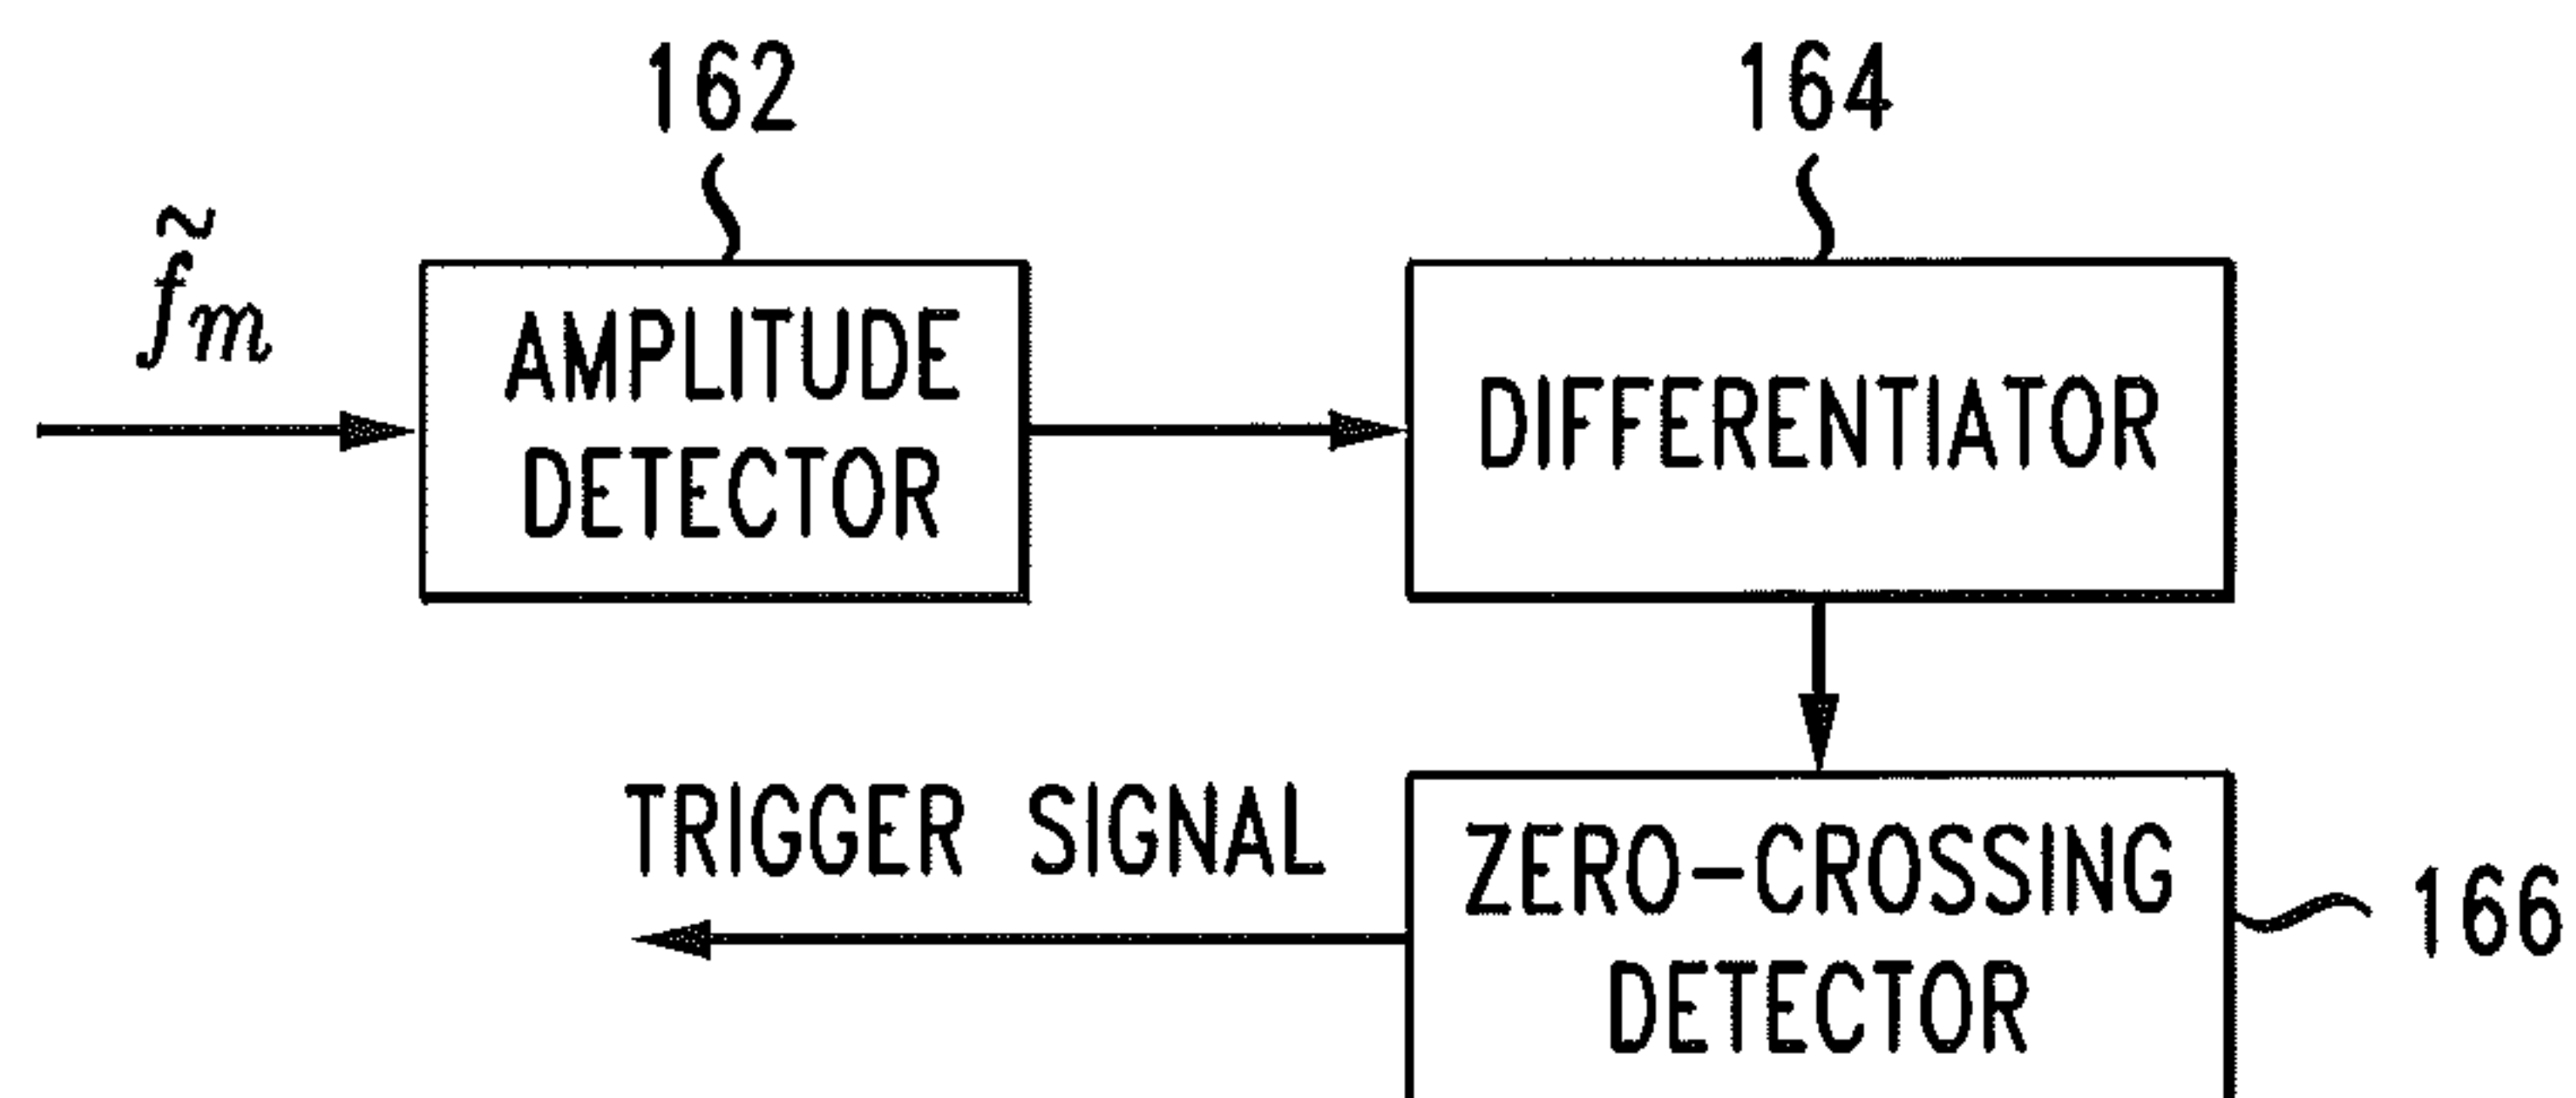 162
164
f̃m
AMPLITUDE
DETECTOR
DIFFERENTIATOR
TRIGGER SIGNAL
ZERO-CROSSING
DETECTOR
166